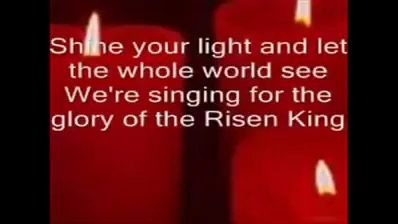 Shine your light and let
the whole world see
We're singing for the
glory of the Risen King